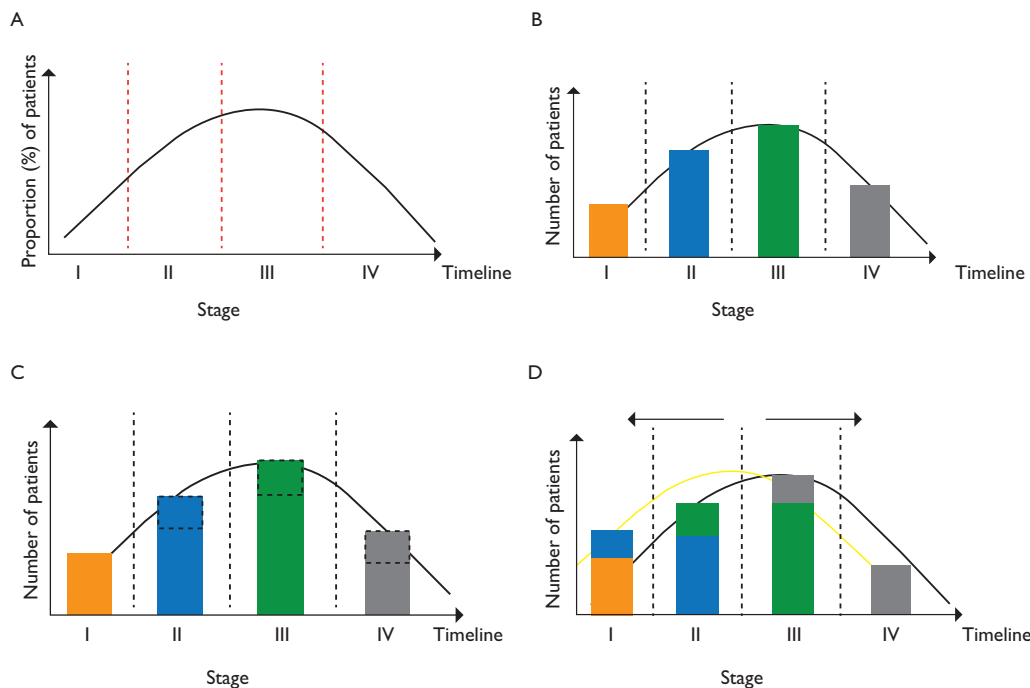 A
Proportion (%) of patients
I II III IV Timeline
Stage
B
Number of patients
I II III IV Timeline
Stage
C
Number of patients
I II III IV Timeline
Stage
D
Number of patients
I II III IV Timeline
Stage